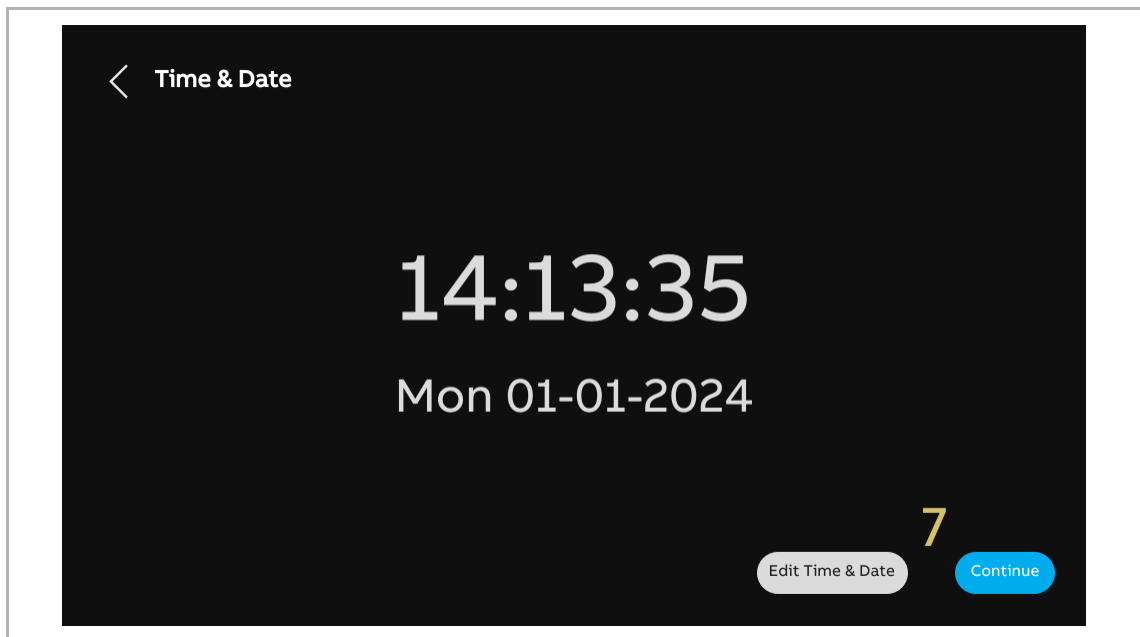 Time & Date
14:13:35
Mon 01-01-2024
7
Edit Time & Date
Continue